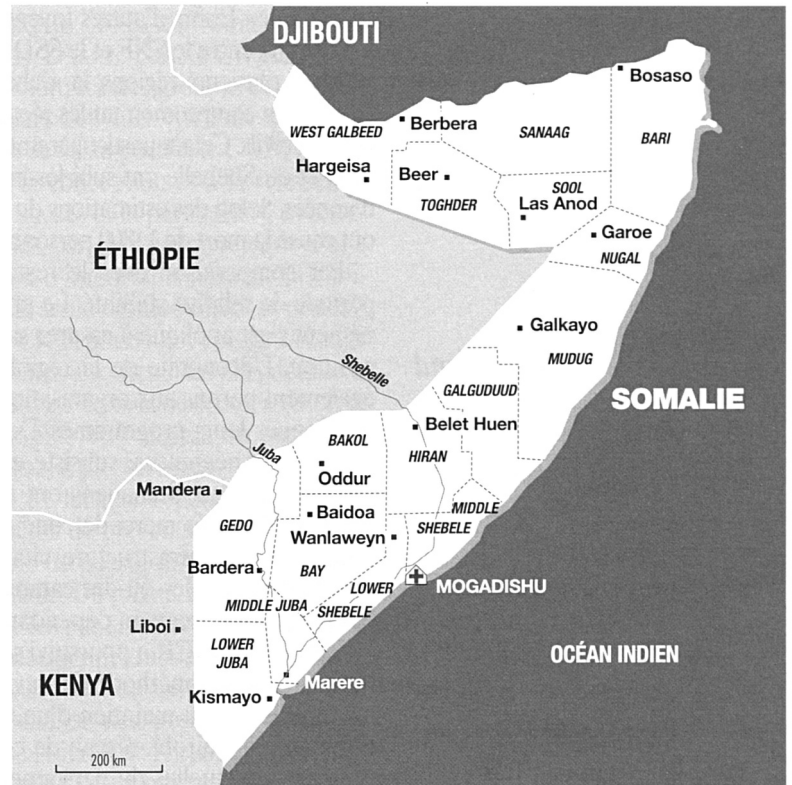 DJIBOUTI
Bosaso
WEST GALBEED
Berbera
SANAAG
BARI
Hargeisa
Beer
SOOL
TOGHDER
Las Anod
Garoe
NUGAL
ÉTHIOPIE
Galkayo
MUDUG
Shebelle
GALGUDUUD
SOMALIE
Belet Huen
BAKOL
HIRAN
Juba
Oddur
Mandera
MIDDLE
SHEBELE
GEDO
Baidoa
Wanlaweyn
Bardera
BAY
LOWER
SHEBELE
MOGADISHU
MIDDLE JUBA
Liboi
LOWER
JUBA
OCÉAN INDIEN
KENYA
Marere
Kismayo
200 km